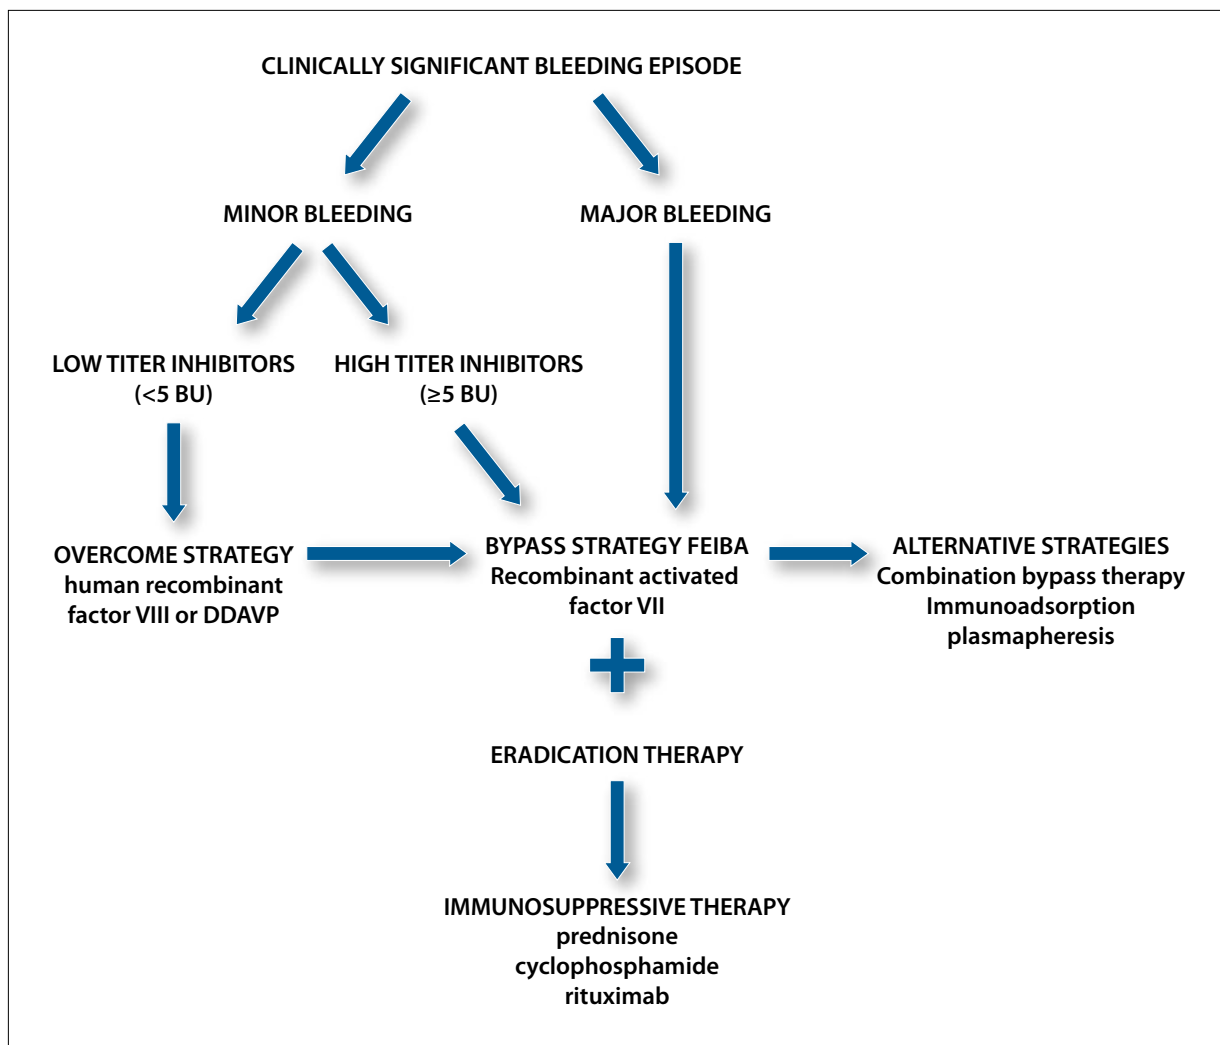 CLINICALLY SIGNIFICANT BLEEDING EPISODE
MINOR BLEEDING
MAJOR BLEEDING
LOW TITER INHIBITORS
(<5 BU)
HIGH TITER INHIBITORS
(≥5 BU)
OVERCOME STRATEGY
human recombinant
factor VIII or DDAVP
BYPASS STRATEGY FEIBA
Recombinant activated
factor VII
ALTERNATIVE STRATEGIES
Combination bypass therapy
Immunoadsorption
plasmapheresis
ERADICATION THERAPY
IMMUNOSUPPRESSIVE THERAPY
prednisone
cyclophosphamide
rituximab